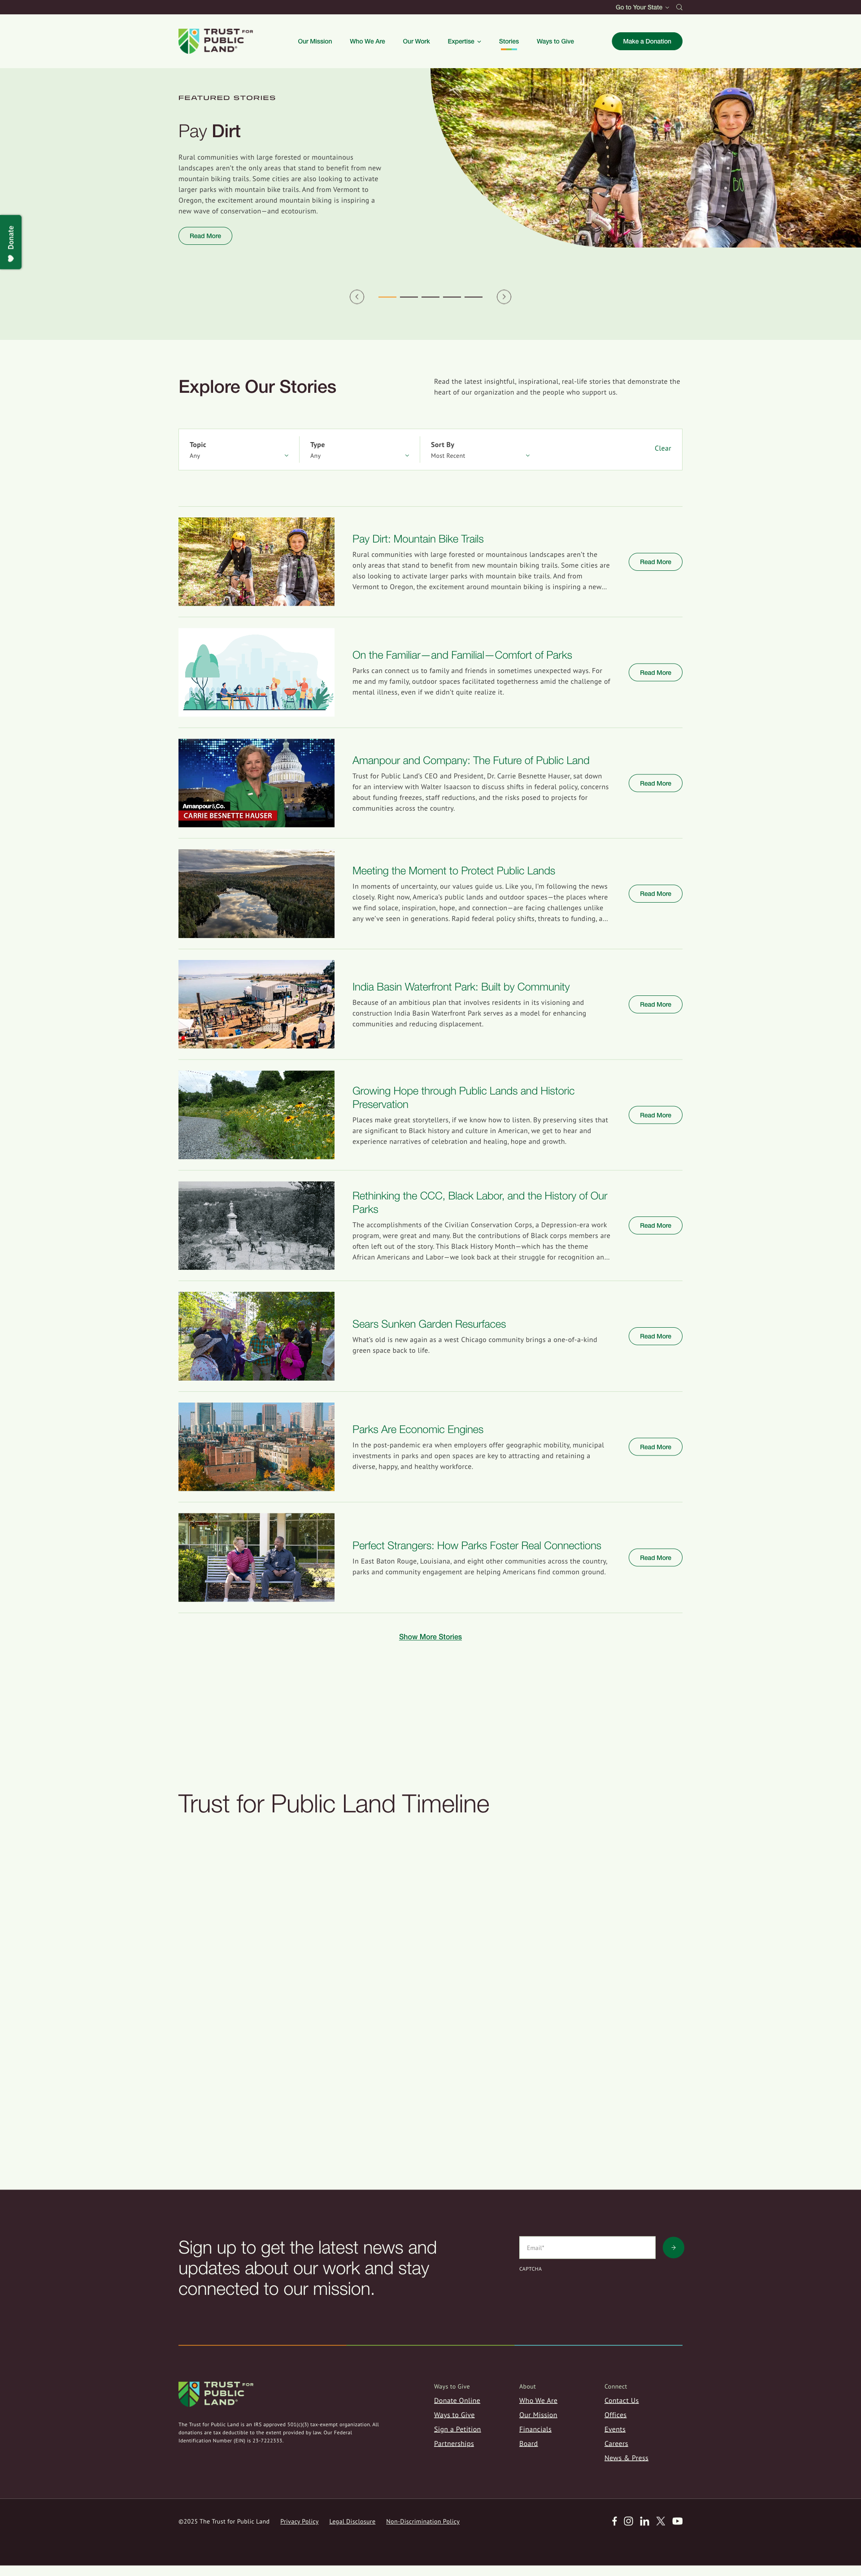 Go to Your State
TRUST FOR
PUBLIC
LAND
Our Mission
Who We Are
Our Work
Expertise
Stories
Ways to Give
Make a Donation
FEATURED STORIES
Pay Dirt
Rural communities with large forested or mountainous
landscapes aren't the only areas that stand to benefit from new
mountain biking trails. Some cities are also looking to activate
larger parks with mountain bike trails. And from Vermont to
Oregon, the excitement around mountain biking is inspiring a
new wave of conservation—and ecotourism.
Read More
Donate
Explore Our Stories
Read the latest insightful, inspirational, real-life stories that demonstrate the
heart of our organization and the people who support us.
Topic
Any
Type
Any
Sort By
Most Recent
Clear
Pay Dirt: Mountain Bike Trails
Rural communities with large forested or mountainous landscapes aren't the
only areas that stand to benefit from new mountain biking trails. Some cities are
also looking to activate larger parks with mountain bike trails. And from
Vermont to Oregon, the excitement around mountain biking is inspiring a new...
Read More
On the Familiar—and Familial—Comfort of Parks
Parks can connect us to family and friends in sometimes unexpected ways. For
me and my family, outdoor spaces facilitated togetherness amid the challenge of
mental illness, even if we didn't quite realize it.
Read More
Amanpour&Co.
CARRIE BESNETTE HAUSER
Amanpour and Company: The Future of Public Land
Trust for Public Land's CEO and President, Dr. Carrie Besnette Hauser, sat down
for an interview with Walter Isaacson to discuss shifts in federal policy, concerns
about funding freezes, staff reductions, and the risks posed to projects for
communities across the country.
Read More
Meeting the Moment to Protect Public Lands
In moments of uncertainty, our values guide us. Like you, I'm following the news
closely. Right now, America's public lands and outdoor spaces—the places where
we find solace, inspiration, hope, and connection—are facing challenges unlike
any we've seen in generations. Rapid federal policy shifts, threats to funding, a...
Read More
India Basin Waterfront Park: Built by Community
Because of an ambitious plan that involves residents in its visioning and
construction India Basin Waterfront Park serves as a model for enhancing
communities and reducing displacement.
Read More
Growing Hope through Public Lands and Historic
Preservation
Places make great storytellers, if we know how to listen. By preserving sites that
are significant to Black history and culture in American, we get to hear and
experience narratives of celebration and healing, hope and growth.
Read More
Rethinking the CCC, Black Labor, and the History of Our
Parks
The accomplishments of the Civilian Conservation Corps, a Depression-era work
program, were great and many. But the contributions of Black corps members are
often left out of the story. This Black History Month—which has the theme
African Americans and Labor—we look back at their struggle for recognition an...
Read More
Sears Sunken Garden Resurfaces
What's old is new again as a west Chicago community brings a one-of-a-kind
green space back to life.
Read More
Parks Are Economic Engines
In the post-pandemic era when employers offer geographic mobility, municipal
investments in parks and open spaces are key to attracting and retaining a
diverse, happy, and healthy workforce.
Read More
Perfect Strangers: How Parks Foster Real Connections
In East Baton Rouge, Louisiana, and eight other communities across the country,
parks and community engagement are helping Americans find common ground.
Read More
Show More Stories
Trust for Public Land Timeline
Sign up to get the latest news and
updates about our work and stay
connected to our mission.
Email*
CAPTCHA
TRUST FOR
PUBLIC
LAND
The Trust for Public Land is an IRS approved 501(c)(3) tax-exempt organization. All
donations are tax deductible to the extent provided by law. Our Federal
Identification Number (EIN) is 23-7222333.
Ways to Give
Donate Online
Ways to Give
Sign a Petition
Partnerships
About
Who We Are
Our Mission
Financials
Board
Connect
Contact Us
Offices
Events
Careers
News & Press
©2025 The Trust for Public Land
Privacy Policy
Legal Disclosure
Non-Discrimination Policy